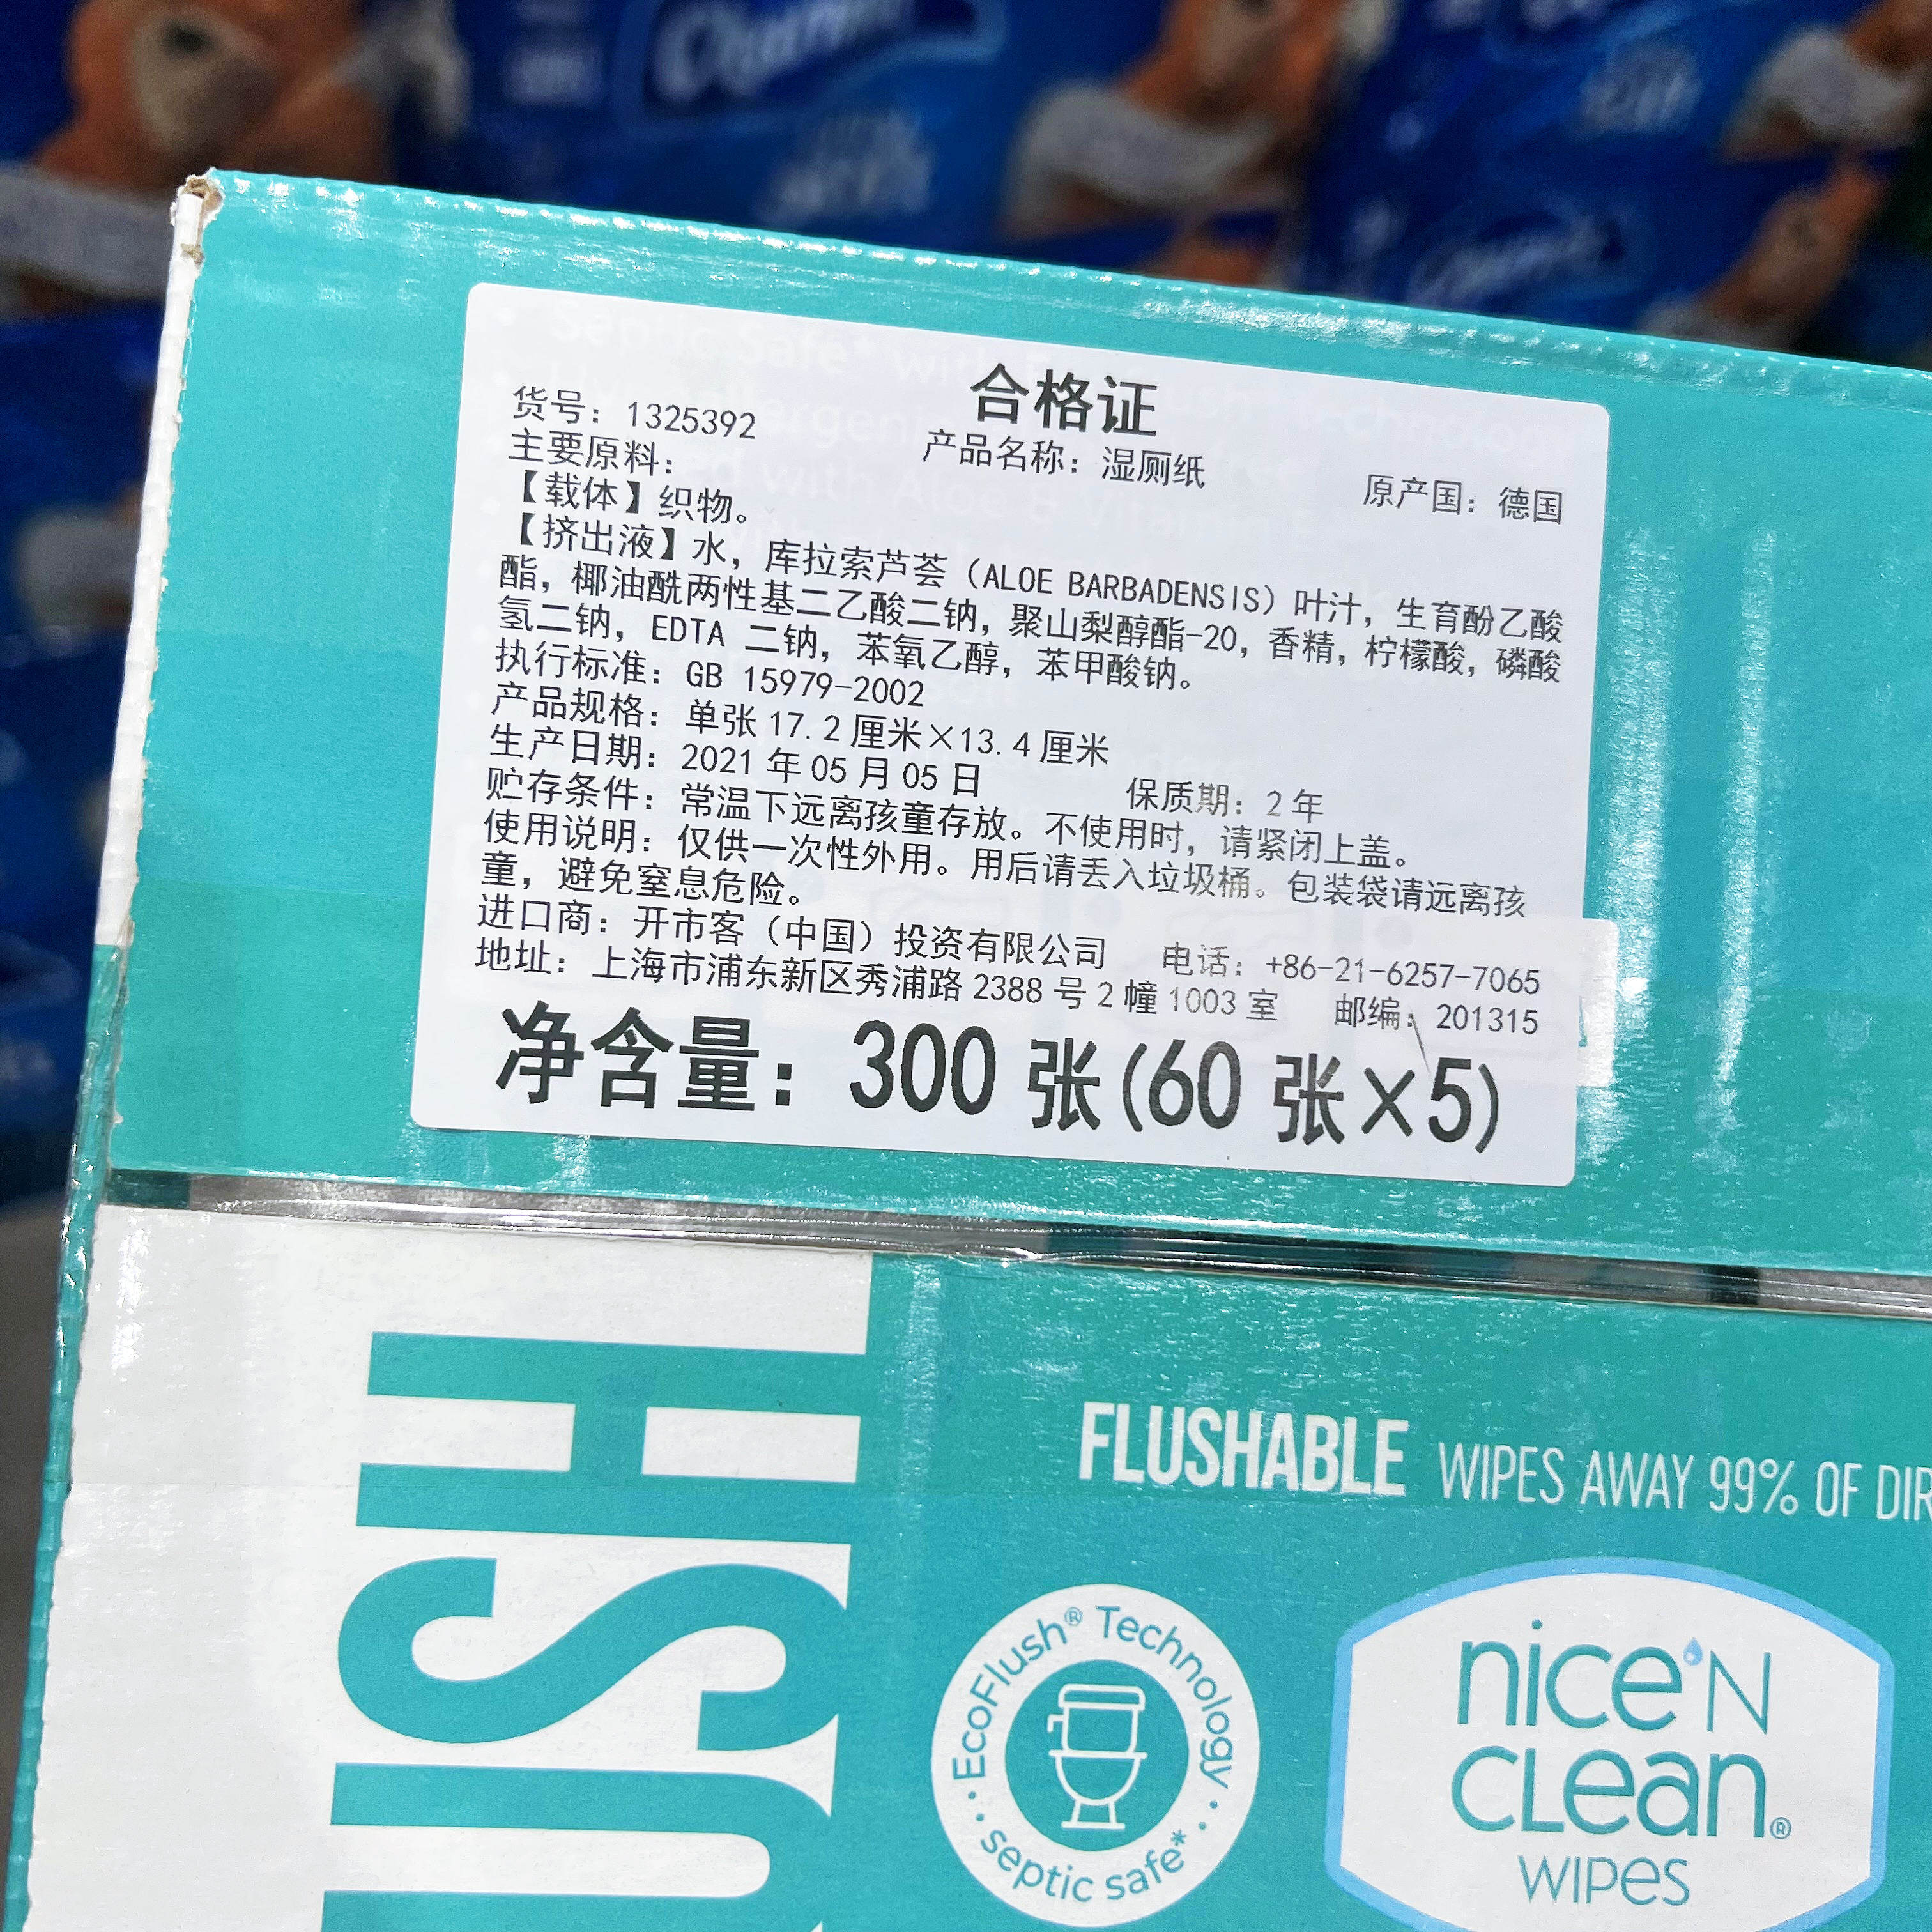 Charmin
合格证
货号：1325392 产品名称：湿厕纸 原产国：德国
主要原料：
【载体】织物。
【挤出液】水，库拉索芦荟（ALOE BARBADENSIS）叶汁，生育酚乙酸
酯，椰油酰两性基二乙酸二钠，聚山梨醇酯-20，香精，柠檬酸，磷酸
氢二钠，EDTA 二钠，苯氧乙醇，苯甲酸钠。
执行标准：GB 15979-2002
产品规格：单张 17.2 厘米×13.4 厘米
生产日期：2021 年 05 月 05 日 保质期：2 年
贮存条件：常温下远离孩童存放。不使用时，请紧闭上盖。
使用说明：仅供一次性外用。用后请丢入垃圾桶。包装袋请远离孩
童，避免窒息危险。
进口商：开市客（中国）投资有限公司 电话：+86-21-6257-7065
地址：上海市浦东新区秀浦路 2388 号 2 幢 1003 室 邮编：201315
净含量：300 张(60 张×5)
FLUSHABLE WIPES AWAY 99% OF DIR
EcoFlush® Technology
septic safe*
nice'N
CLean®
WIPes
USH